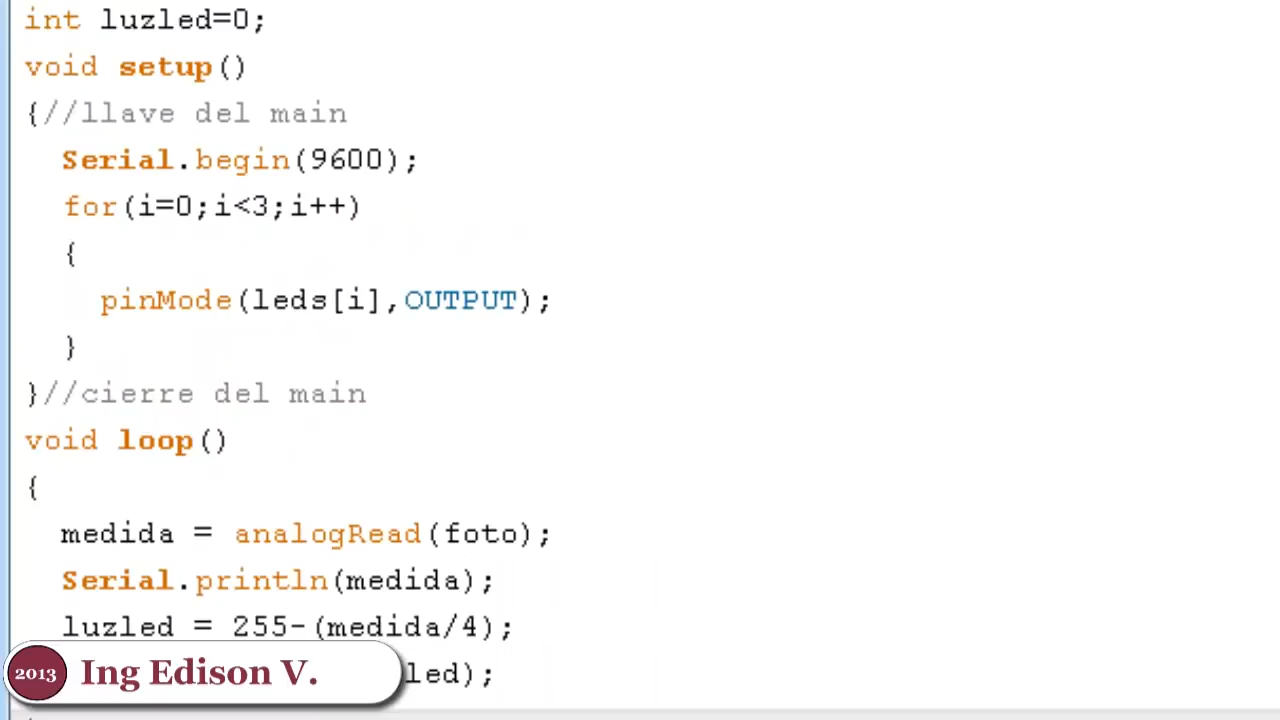 int luzled=0;
void setup()
{//llave del main
Serial.begin(9600);
for(i=0;i<3;i++)
{
pinMode(leds[i],OUTPUT);
}
}//cierre del main
void loop()
{
medida = analogRead(foto);
Serial.println(medida);
luzled = 255-(medida/4);
led);
2013 Ing Edison V.